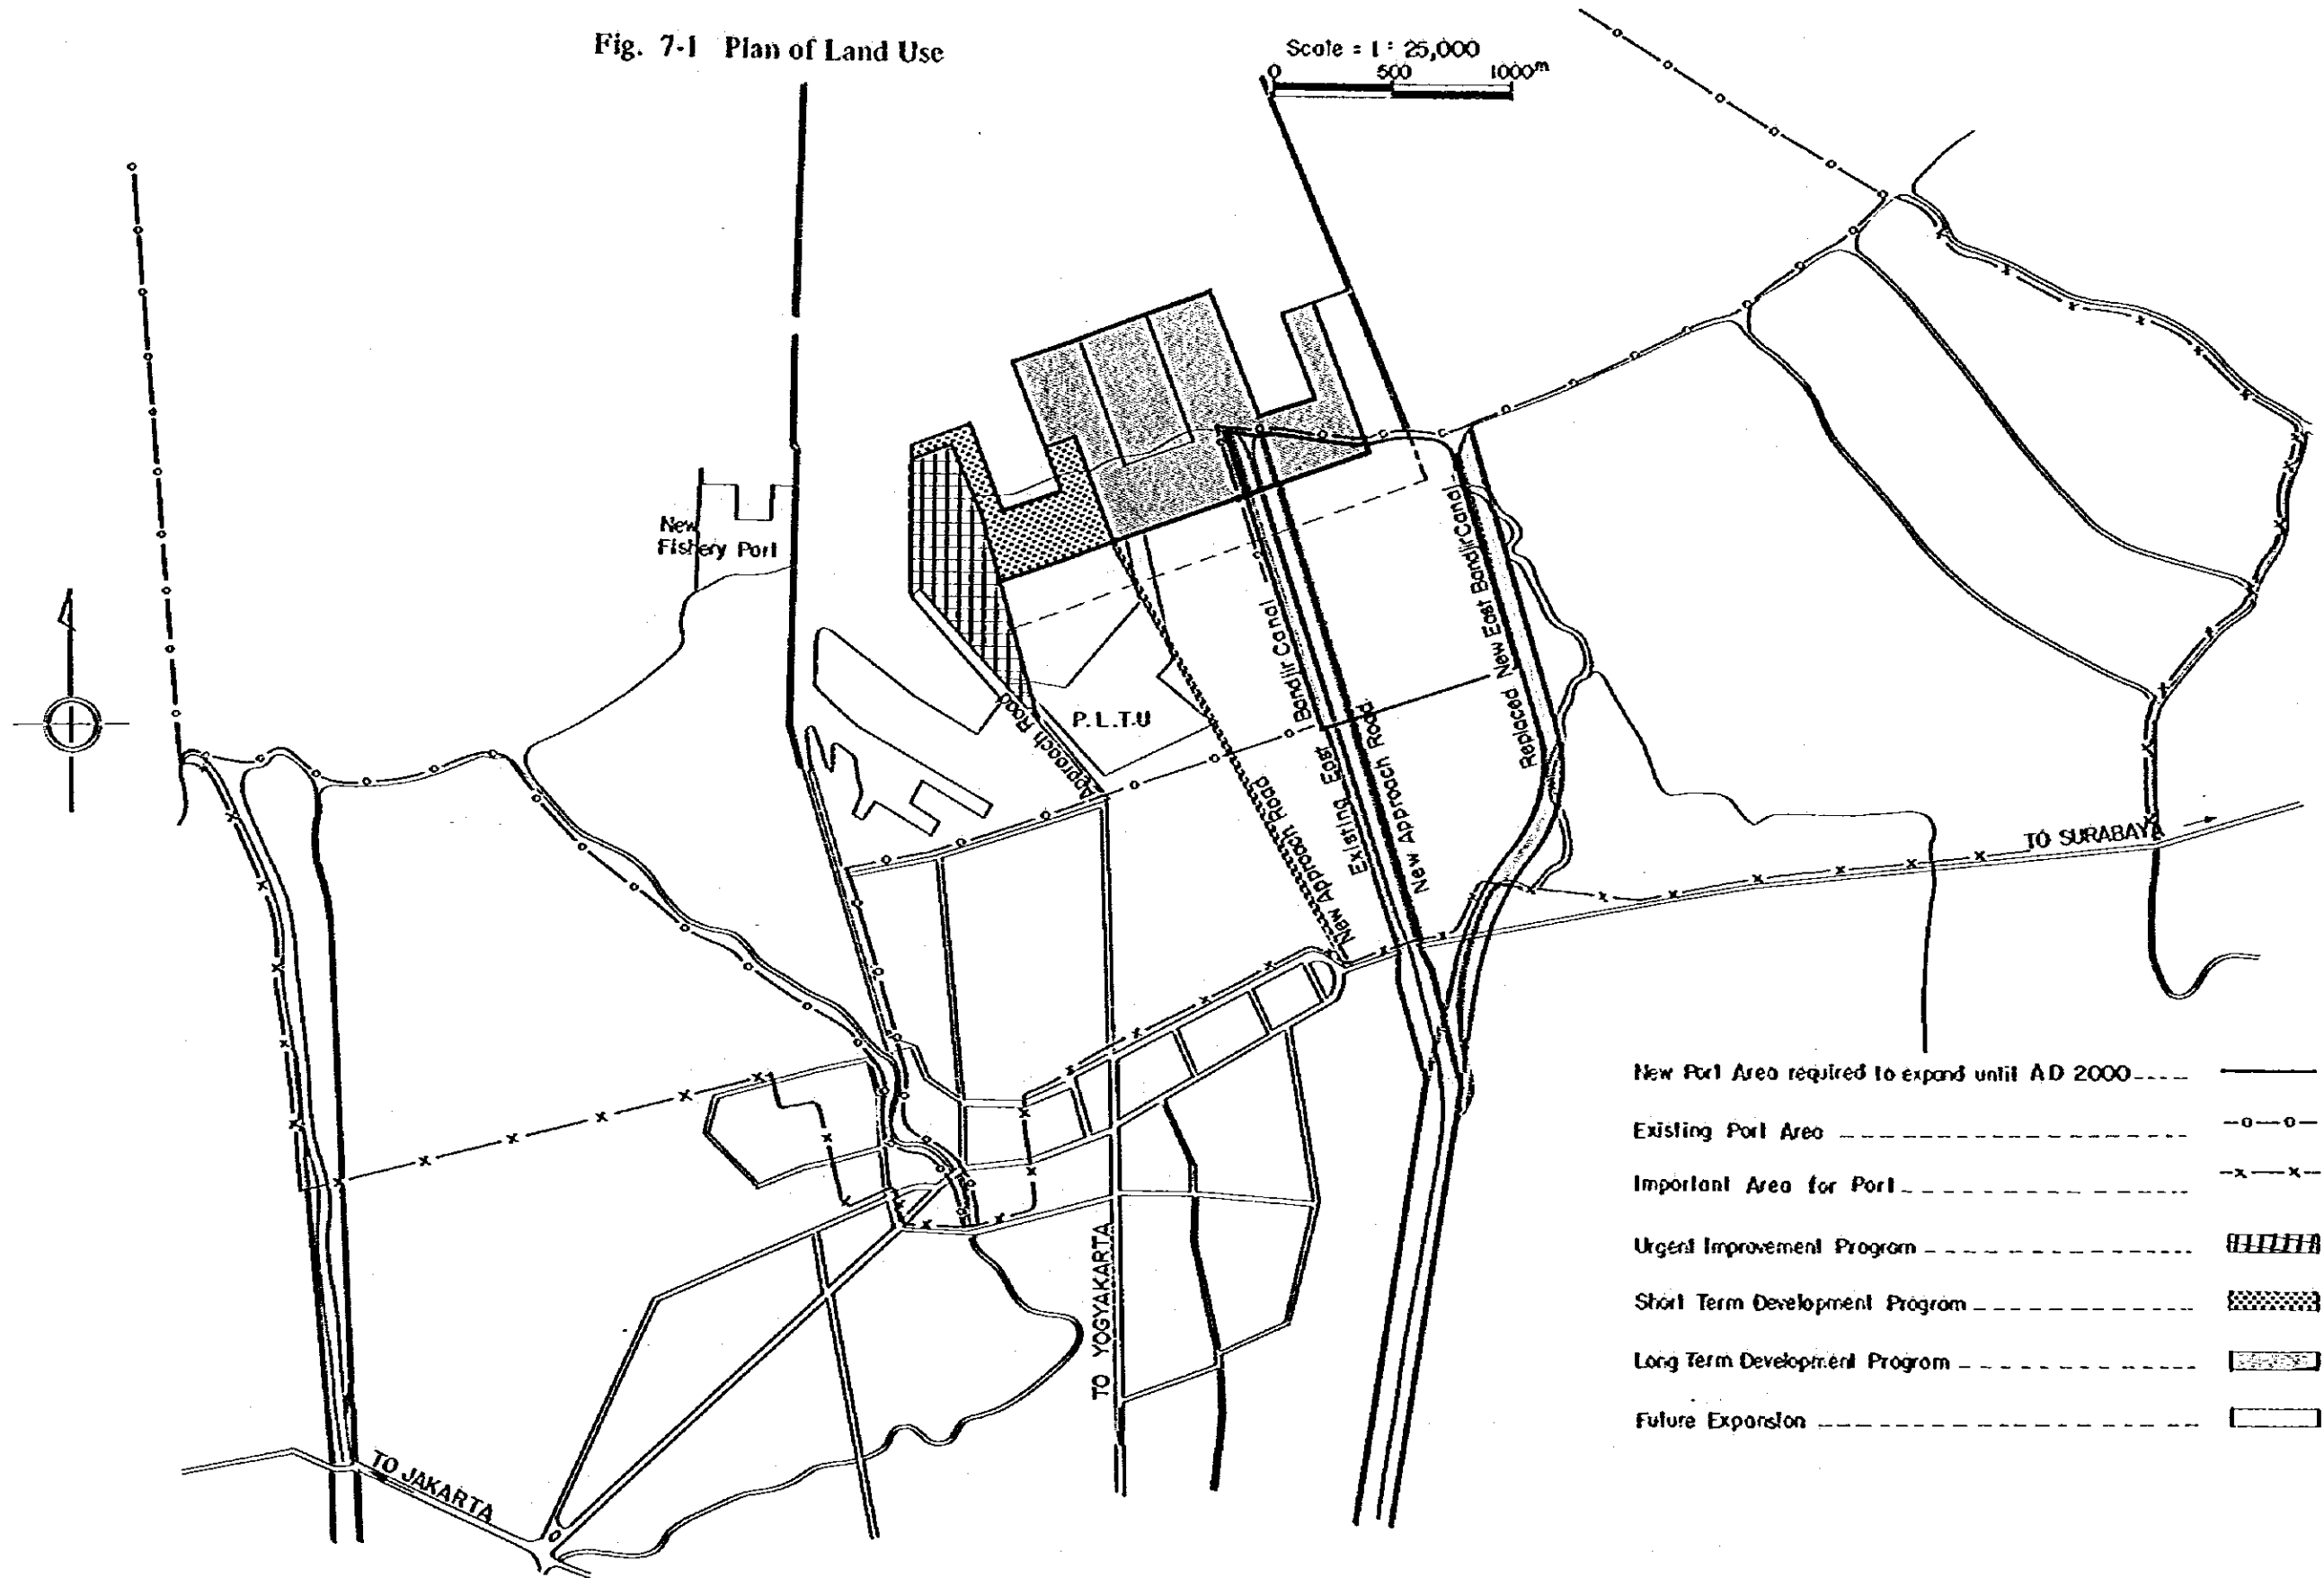 Fig. 7-1 Plan of Land Use
Scale = 1 : 25,000
0 500 1000m
New
Fishery Port
Approach Road
P.L.T.U
New Approach Road
Existing East Bandjir Canal
New Approach Road
Replaced New East Bandjir Canal
TO SURABAYA
TO YOGYAKARTA
TO JAKARTA
New Port Area required to expand until AD 2000
Existing Port Area
Important Area for Port
Urgent Improvement Program
Short Term Development Program
Long Term Development Program
Future Expansion